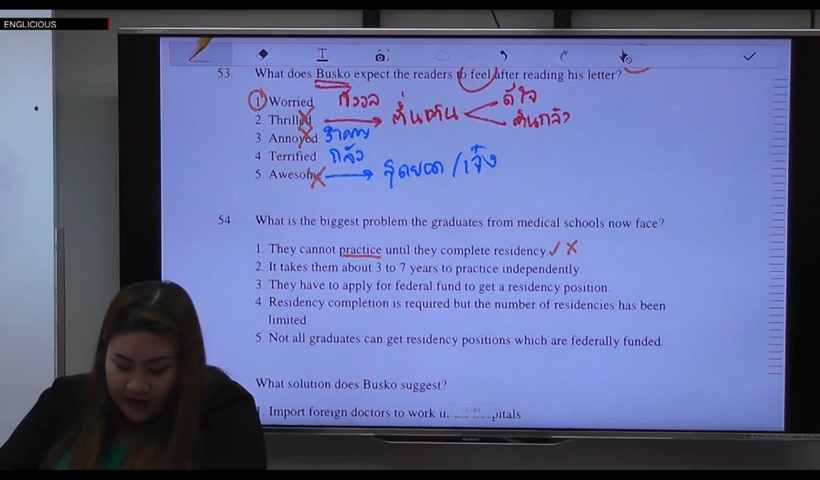 ENGLICIOUS
53. What does Busko expect the readers to feel after reading his letter?
1 Worried กังวล
2 Thrilled ตื่นเต้น ดีใจ
ตื่นกลัว
3 Annoyed รำคาญ
4 Terrified กลัว
5. Awesome สุดยอด / เจ๋ง
54. What is the biggest problem the graduates from medical schools now face?
1. They cannot practice until they complete residency.
2. It takes them about 3 to 7 years to practice independently.
3. They have to apply for federal fund to get a residency position.
4. Residency completion is required but the number of residencies has been
limited.
5. Not all graduates can get residency positions which are federally funded.
What solution does Busko suggest?
1. Import foreign doctors to work